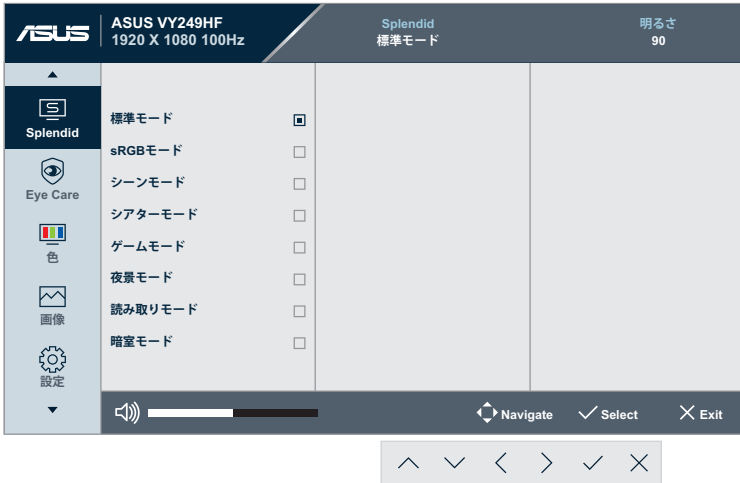 ASUS
ASUS VY249HF
1920 X 1080 100Hz
Splendid
標準モード
明るさ
90
Splendid
Eye Care
色
画像
設定
標準モード
sRGBモード
シーンモード
シアターモード
ゲームモード
夜景モード
読み取りモード
暗室モード
Navigate
Select
Exit